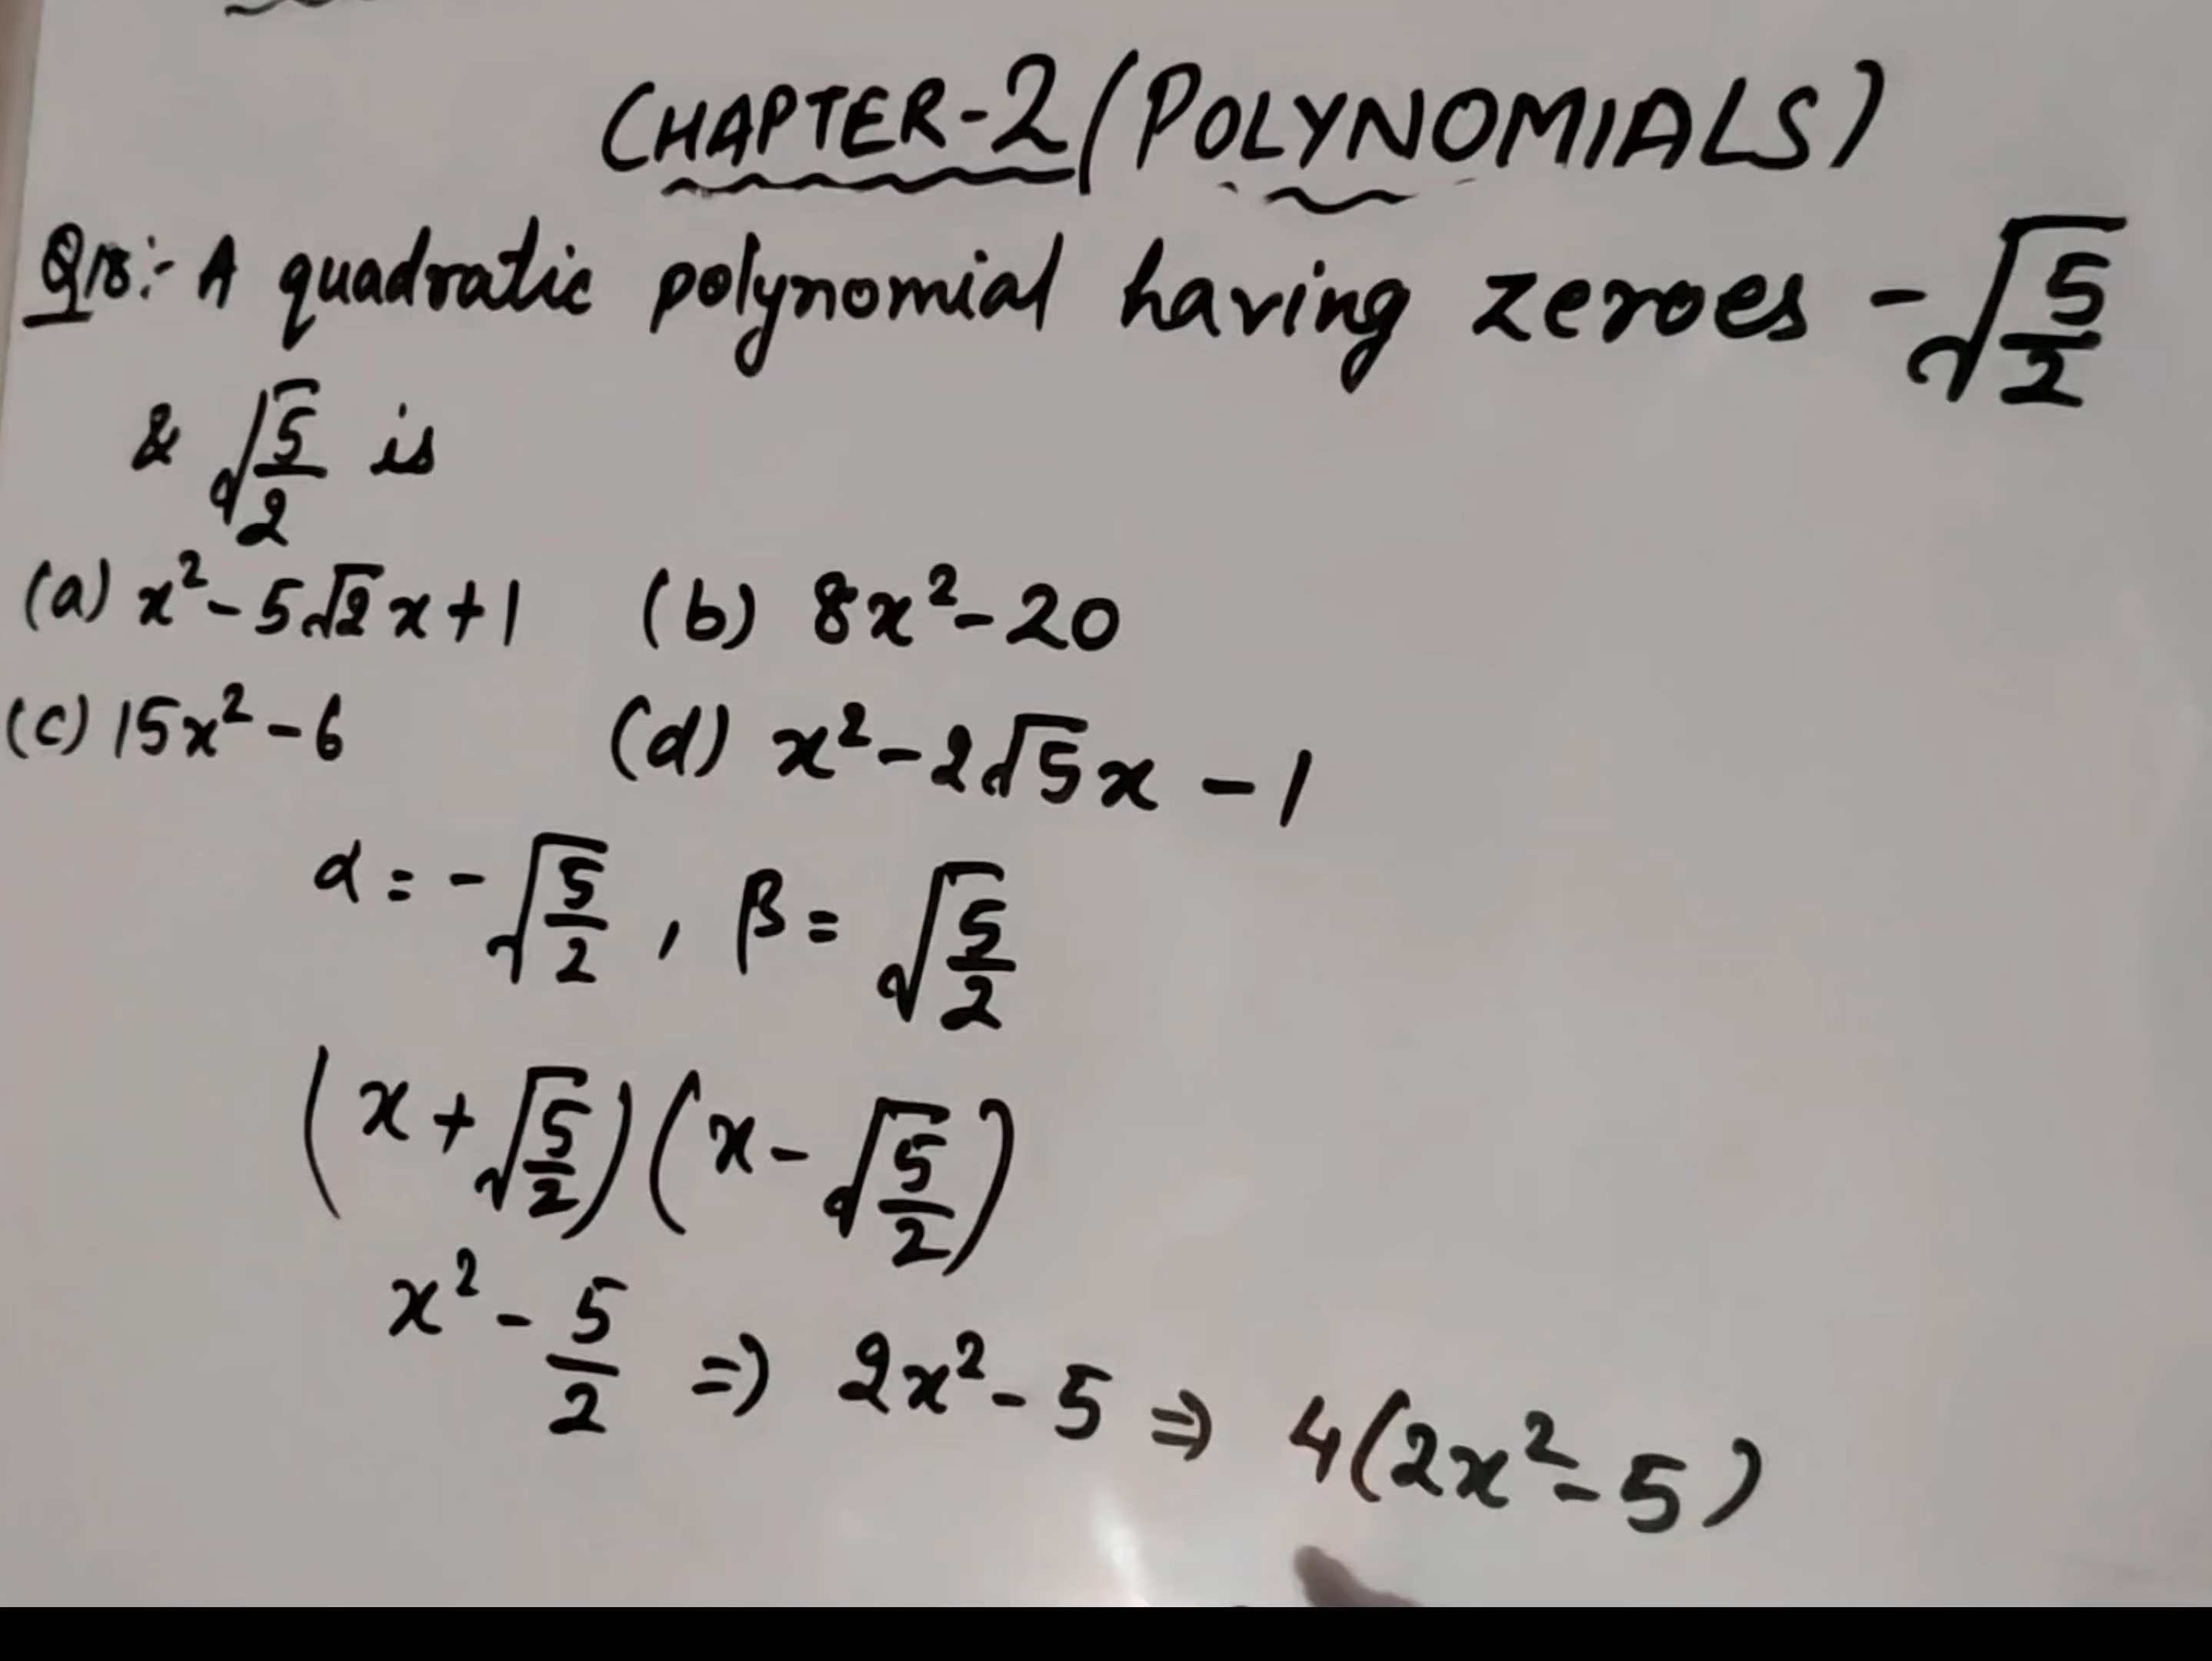 CHAPTER-2 (POLYNOMIALS)
Q18:- A quadratic polynomial having zeroes -√(5/2)
& √(5/2) is
(a) x² - 5√2 x + 1 (b) 8x² - 20
(c) 15x² - 6 (d) x² - 2√5 x - 1
α = -√(5/2) , β = √(5/2)
(x + √(5/2)) (x - √(5/2))
x² - 5/2 ⇒ 2x² - 5 ⇒ 4(2x² - 5)